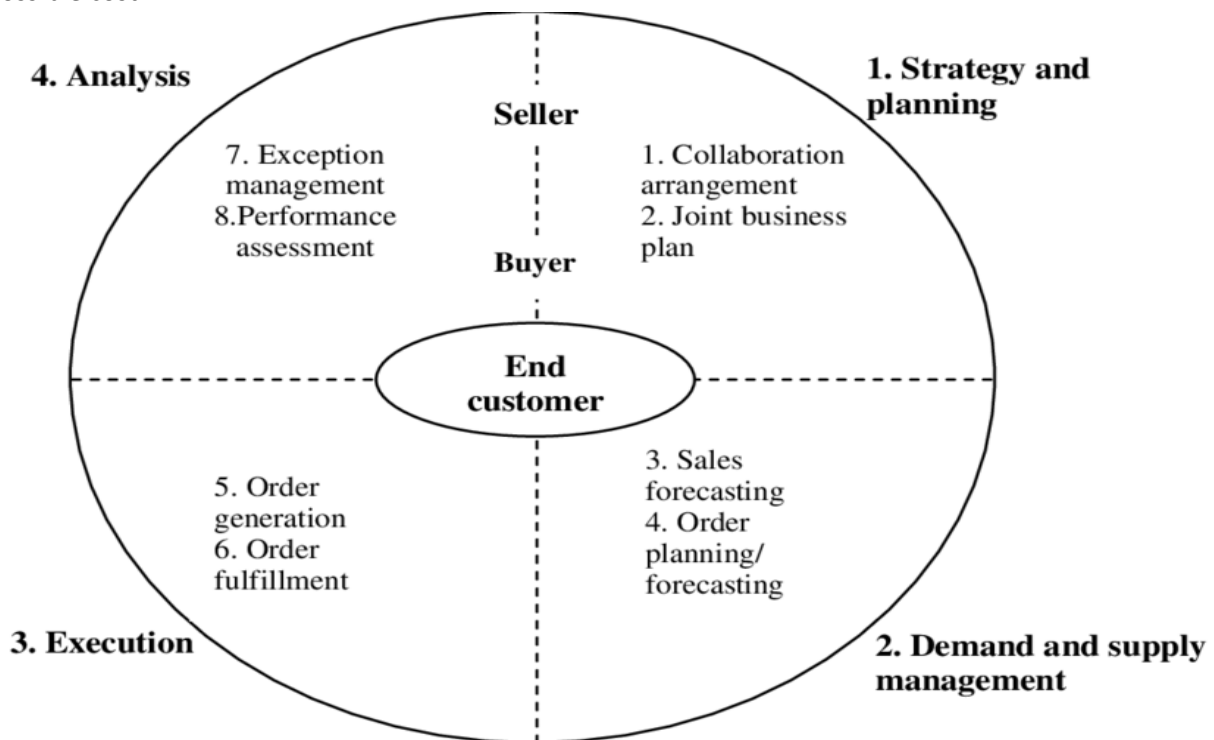 4. Analysis
1. Strategy and
planning
Seller
7. Exception
management
8.Performance
assessment
1. Collaboration
arrangement
2. Joint business
plan
Buyer
End
customer
5. Order
generation
6. Order
fulfillment
3. Sales
forecasting
4. Order
planning/
forecasting
3. Execution
2. Demand and supply
management